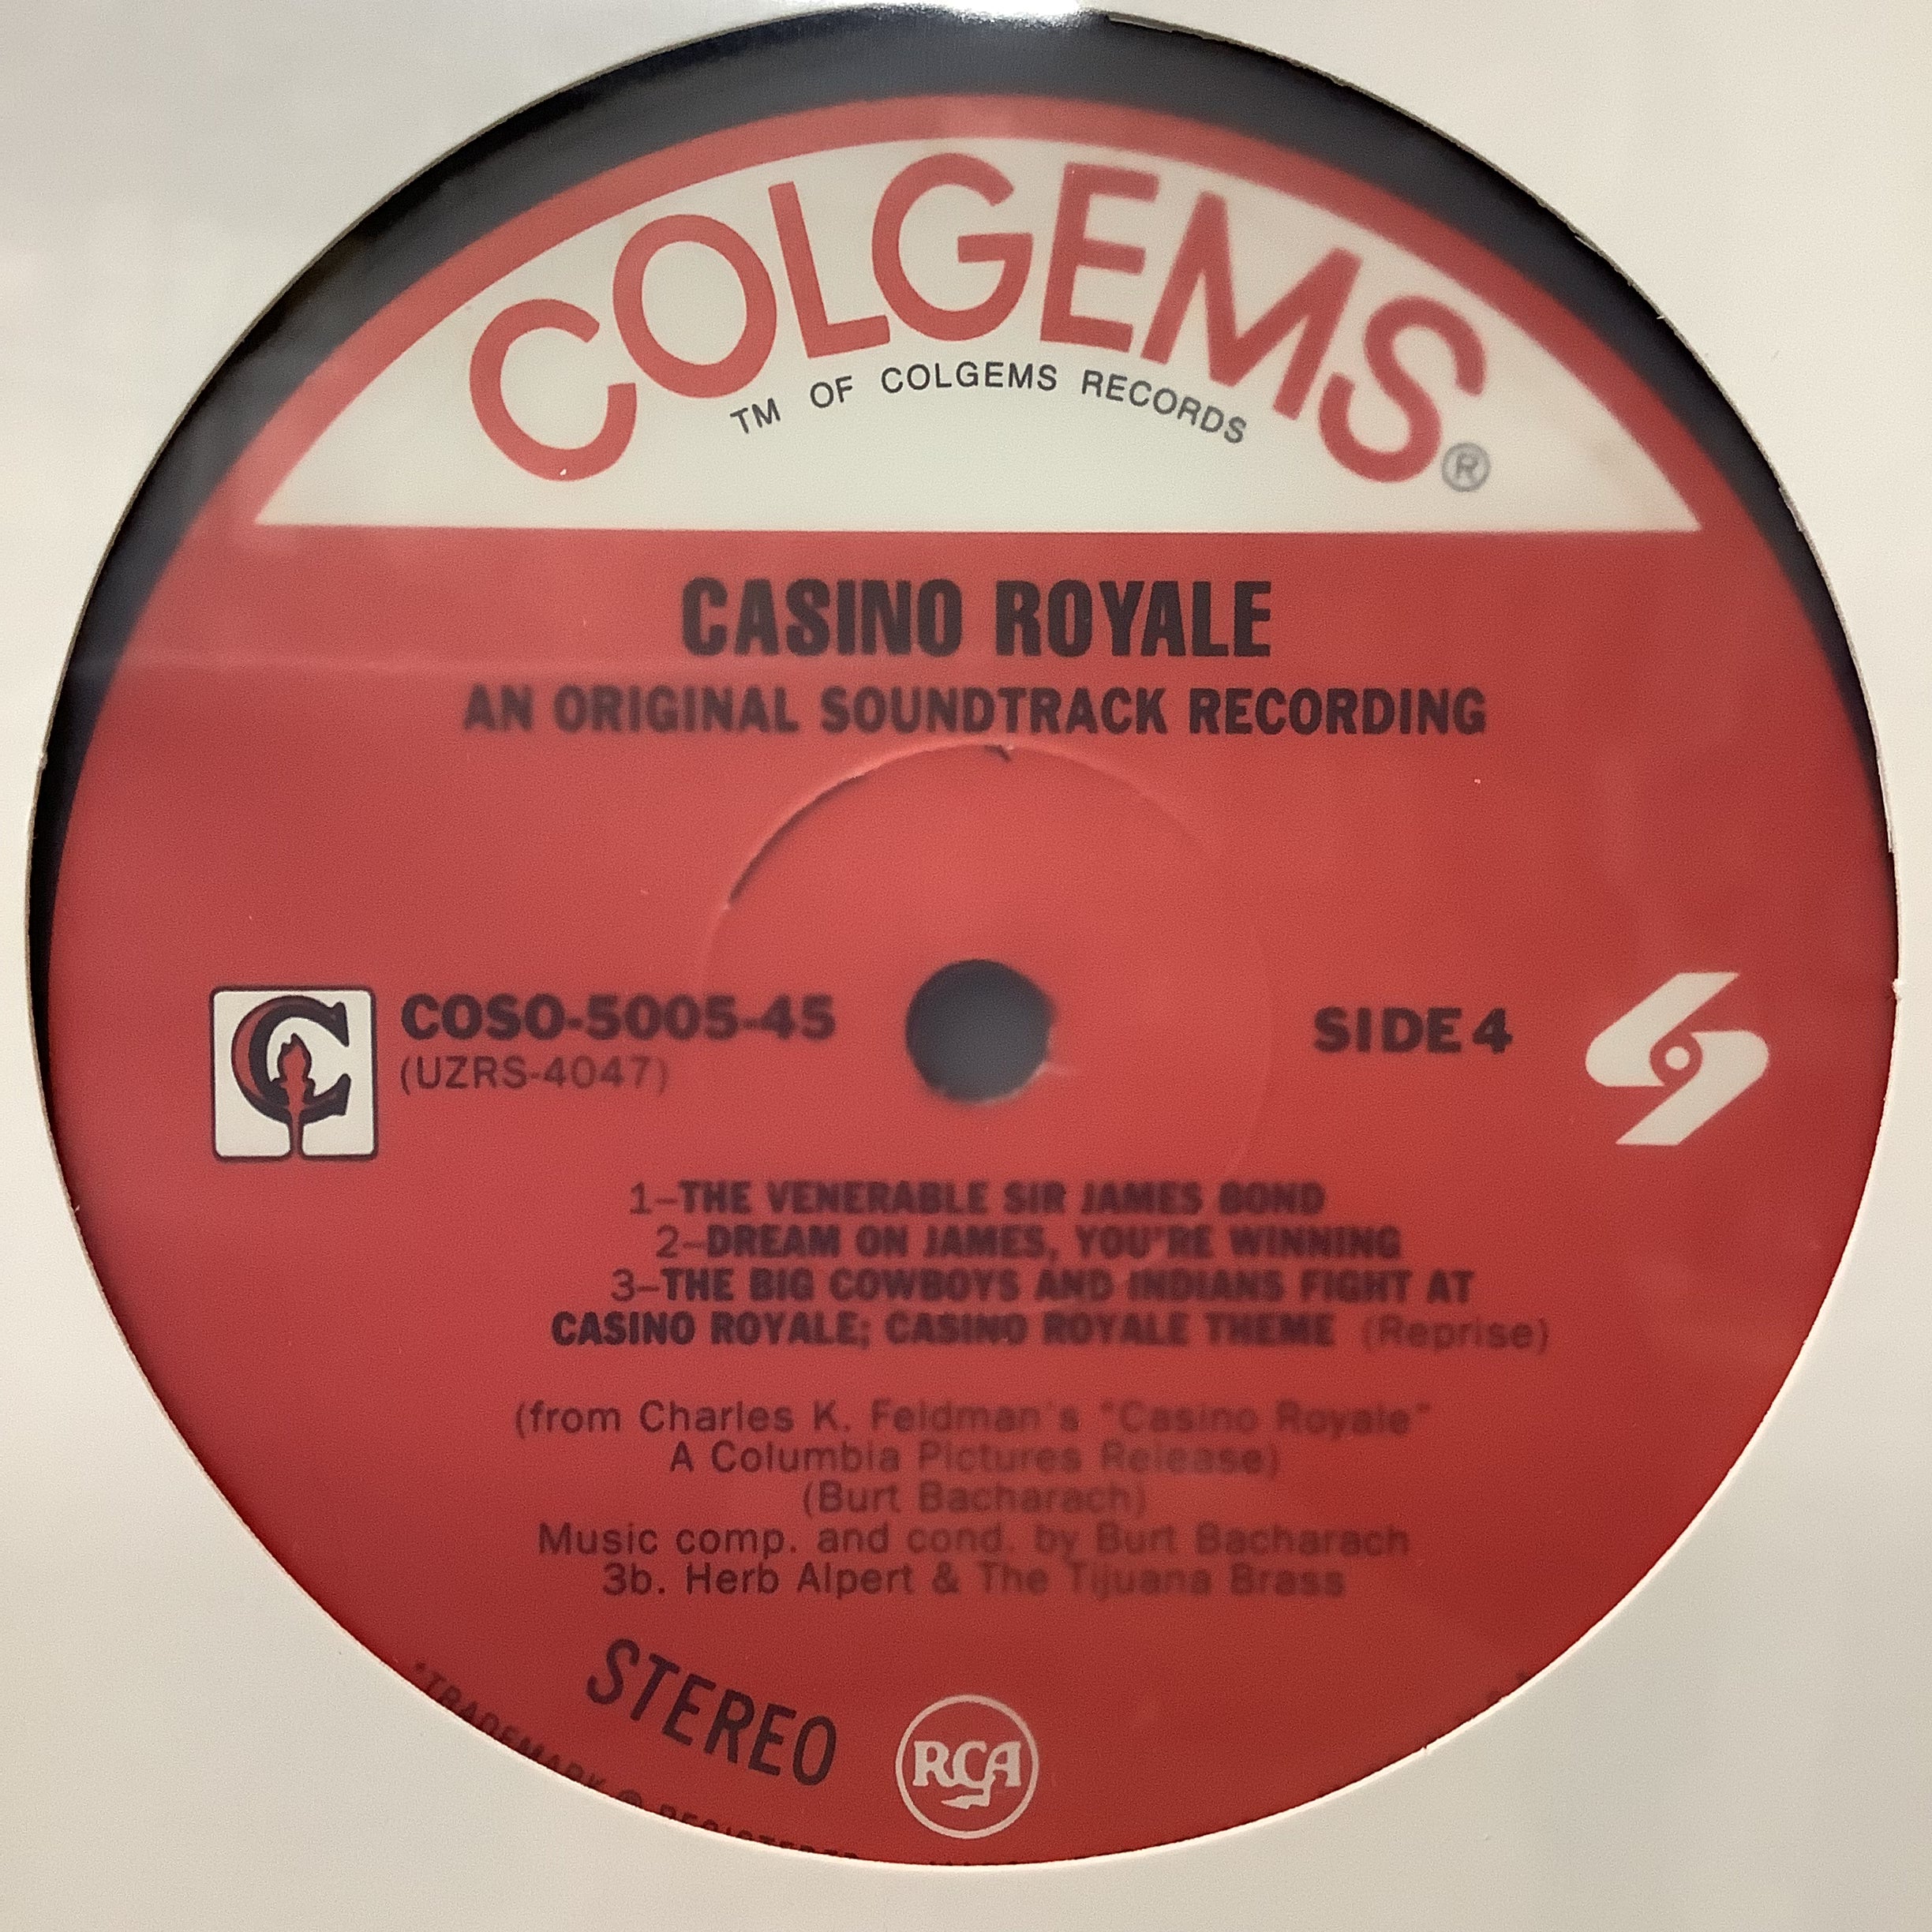 COLGEMS®
TM OF COLGEMS RECORDS
CASINO ROYALE
AN ORIGINAL SOUNDTRACK RECORDING
C COSO-5005-45 SIDE 4
(UZRS-4047)
1–THE VENERABLE SIR JAMES BOND
2–DREAM ON JAMES, YOU'RE WINNING
3–THE BIG COWBOYS AND INDIANS FIGHT AT
CASINO ROYALE; CASINO ROYALE THEME (Reprise)
(from Charles K. Feldman's "Casino Royale"
A Columbia Pictures Release)
(Burt Bacharach)
Music comp. and cond. by Burt Bacharach
3b. Herb Alpert & The Tijuana Brass
STEREO
RCA
*TRADEMARK ® REGISTERED